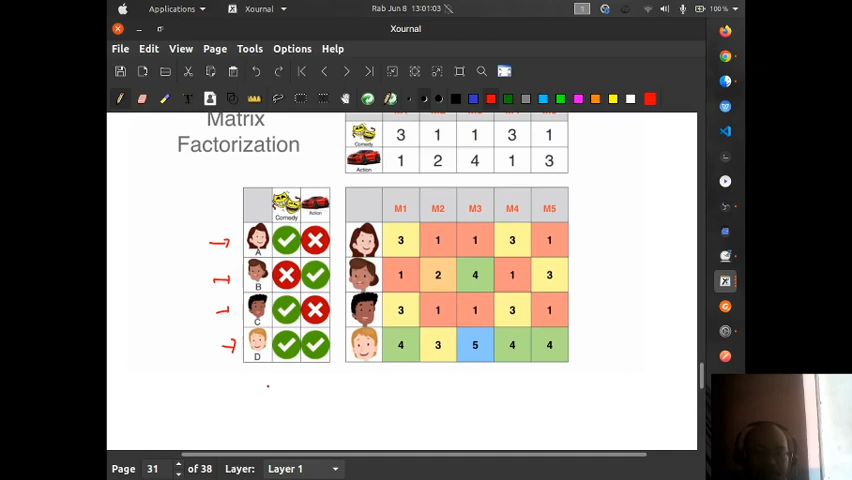 Applications Xournal Rab Jun 8 13:01:03 1 100%
Xournal
File Edit View Page Tools Options Help
T
Matrix
Factorization
Comedy 3 1 1 3 1
Action 1 2 4 1 3
Comedy Action M1 M2 M3 M4 M5
A 3 1 1 3 1
B 1 2 4 1 3
C 3 1 1 3 1
D 4 3 5 4 4
Page 31 of 38 Layer: Layer 1